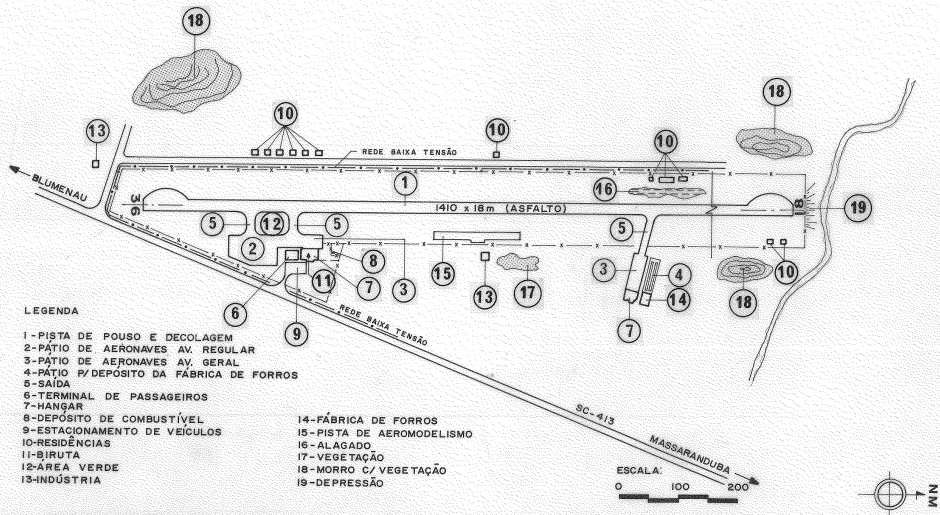 18
13
10
10
18
10
REDE BAIXA TENSÃO
BLUMENAU
36
1
16
1410 x 18m (ASFALTO)
18
19
5
12
5
5
2
8
15
3
4
10
11
7
3
13
17
14
18
6
9
7
REDE BAIXA TENSÃO
LEGENDA
1-PISTA DE POUSO E DECOLAGEM
2-PÁTIO DE AERONAVES AV. REGULAR
3-PÁTIO DE AERONAVES AV. GERAL
4-PÁTIO P/DEPÓSITO DA FÁBRICA DE FORROS
5-SAÍDA
6-TERMINAL DE PASSAGEIROS
7-HANGAR
8-DEPÓSITO DE COMBUSTÍVEL
9-ESTACIONAMENTO DE VEÍCULOS
10-RESIDÊNCIAS
11-BIRUTA
12-AREA VERDE
13-INDÚSTRIA
14-FÁBRICA DE FORROS
15-PISTA DE AEROMODELISMO
16-ALAGADO
17-VEGETAÇÃO
18-MORRO C/VEGETAÇÃO
19-DEPRESSÃO
SC-413
MASSARANDUBA
ESCALA:
0 100 200
NM